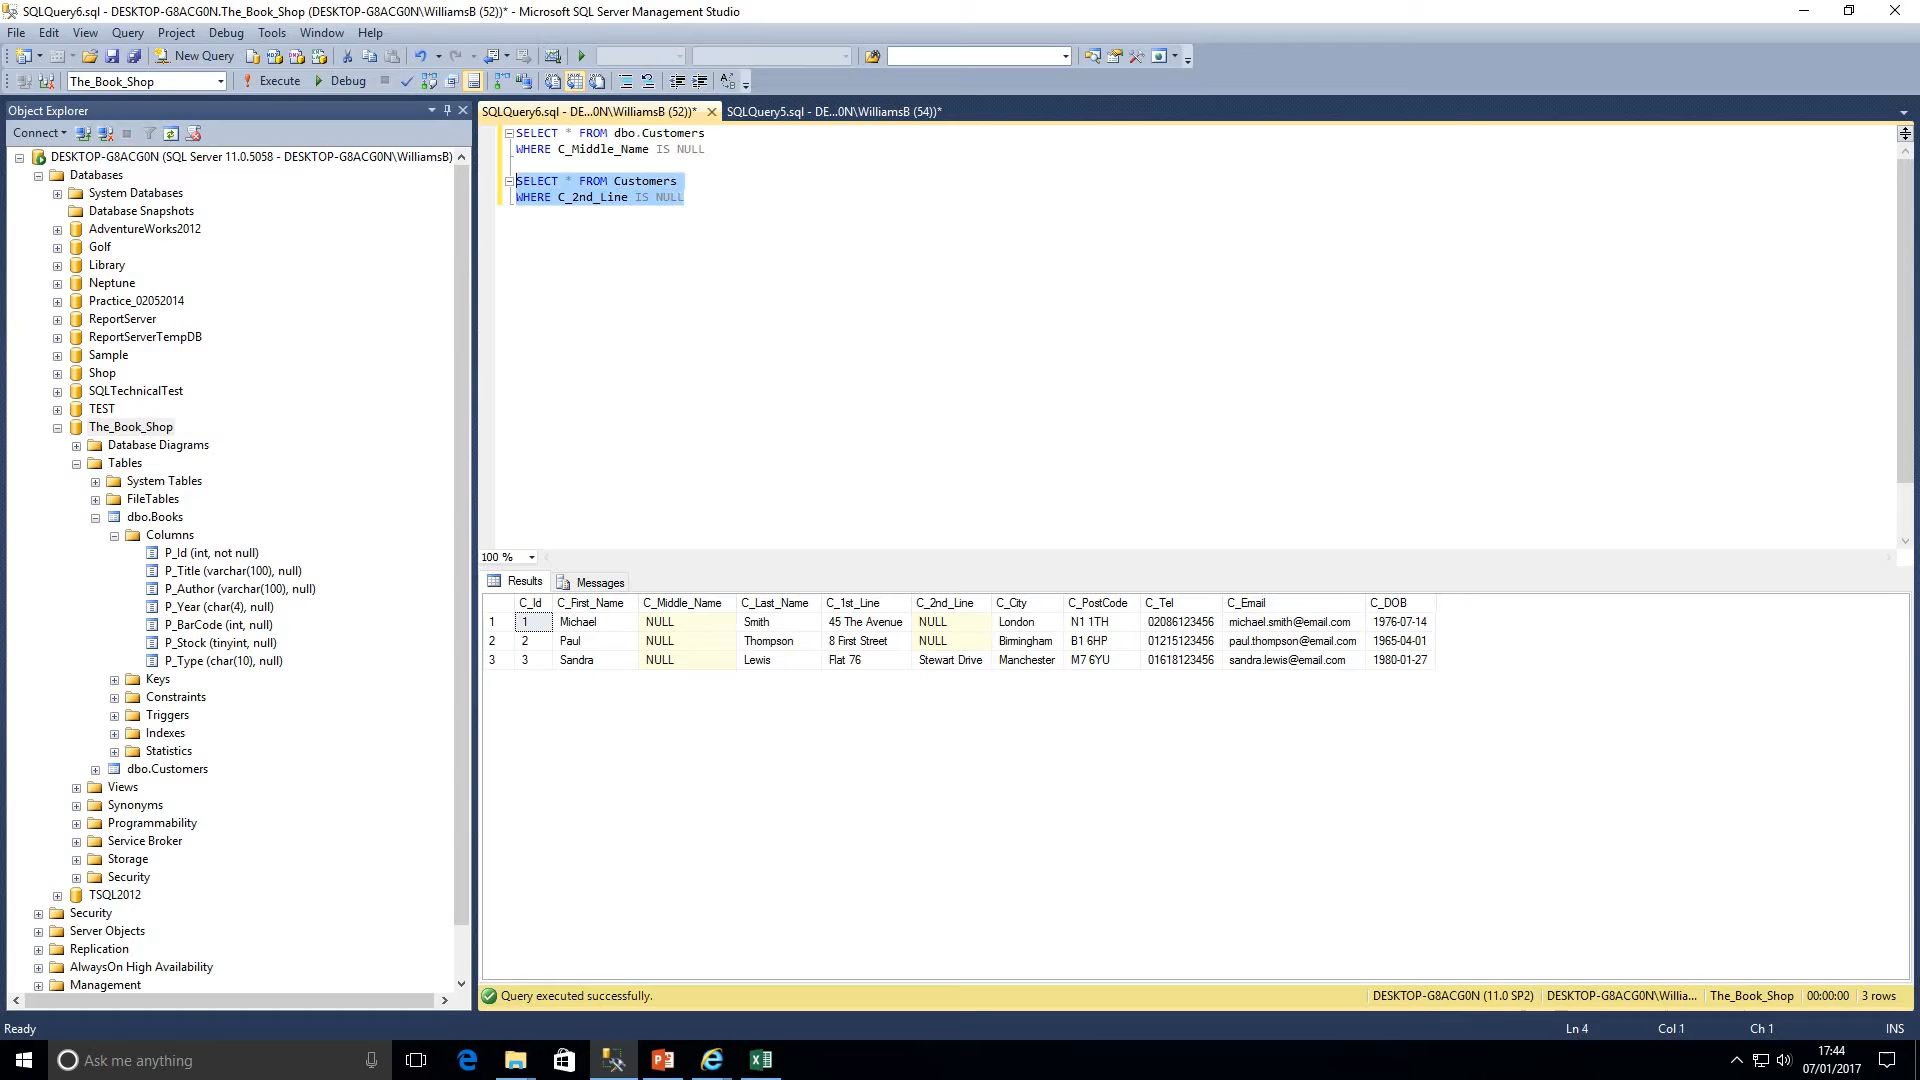 SQLQuery6.sql - DESKTOP-G8ACG0N.The_Book_Shop (DESKTOP-G8ACG0N\WilliamsB (52))* - Microsoft SQL Server Management Studio
File Edit View Query Project Debug Tools Window Help
New Query
The_Book_Shop Execute Debug
Object Explorer
Connect
DESKTOP-G8ACG0N (SQL Server 11.0.5058 - DESKTOP-G8ACG0N\WilliamsB)
Databases
System Databases
Database Snapshots
AdventureWorks2012
Golf
Library
Neptune
Practice_02052014
ReportServer
ReportServerTempDB
Sample
Shop
SQLTechnicalTest
TEST
The_Book_Shop
Database Diagrams
Tables
System Tables
FileTables
dbo.Books
Columns
P_Id (int, not null)
P_Title (varchar(100), null)
P_Author (varchar(100), null)
P_Year (char(4), null)
P_BarCode (int, null)
P_Stock (tinyint, null)
P_Type (char(10), null)
Keys
Constraints
Triggers
Indexes
Statistics
dbo.Customers
Views
Synonyms
Programmability
Service Broker
Storage
Security
TSQL2012
Security
Server Objects
Replication
AlwaysOn High Availability
Management
SQLQuery6.sql - DE...0N\WilliamsB (52))* SQLQuery5.sql - DE...0N\WilliamsB (54))*
SELECT * FROM dbo.Customers
WHERE C_Middle_Name IS NULL
SELECT * FROM Customers
WHERE C_2nd_Line IS NULL
100 %
Results Messages
C_Id C_First_Name C_Middle_Name C_Last_Name C_1st_Line C_2nd_Line C_City C_PostCode C_Tel C_Email C_DOB
1 1 Michael NULL Smith 45 The Avenue NULL London N1 1TH 02086123456 michael.smith@email.com 1976-07-14
2 2 Paul NULL Thompson 8 First Street NULL Birmingham B1 6HP 01215123456 paul.thompson@email.com 1965-04-01
3 3 Sandra NULL Lewis Flat 76 Stewart Drive Manchester M7 6YU 01618123456 sandra.lewis@email.com 1980-01-27
Query executed successfully. DESKTOP-G8ACG0N (11.0 SP2) DESKTOP-G8ACG0N\Willia... The_Book_Shop 00:00:00 3 rows
Ready Ln 4 Col 1 Ch 1 INS
Ask me anything
17:44
07/01/2017